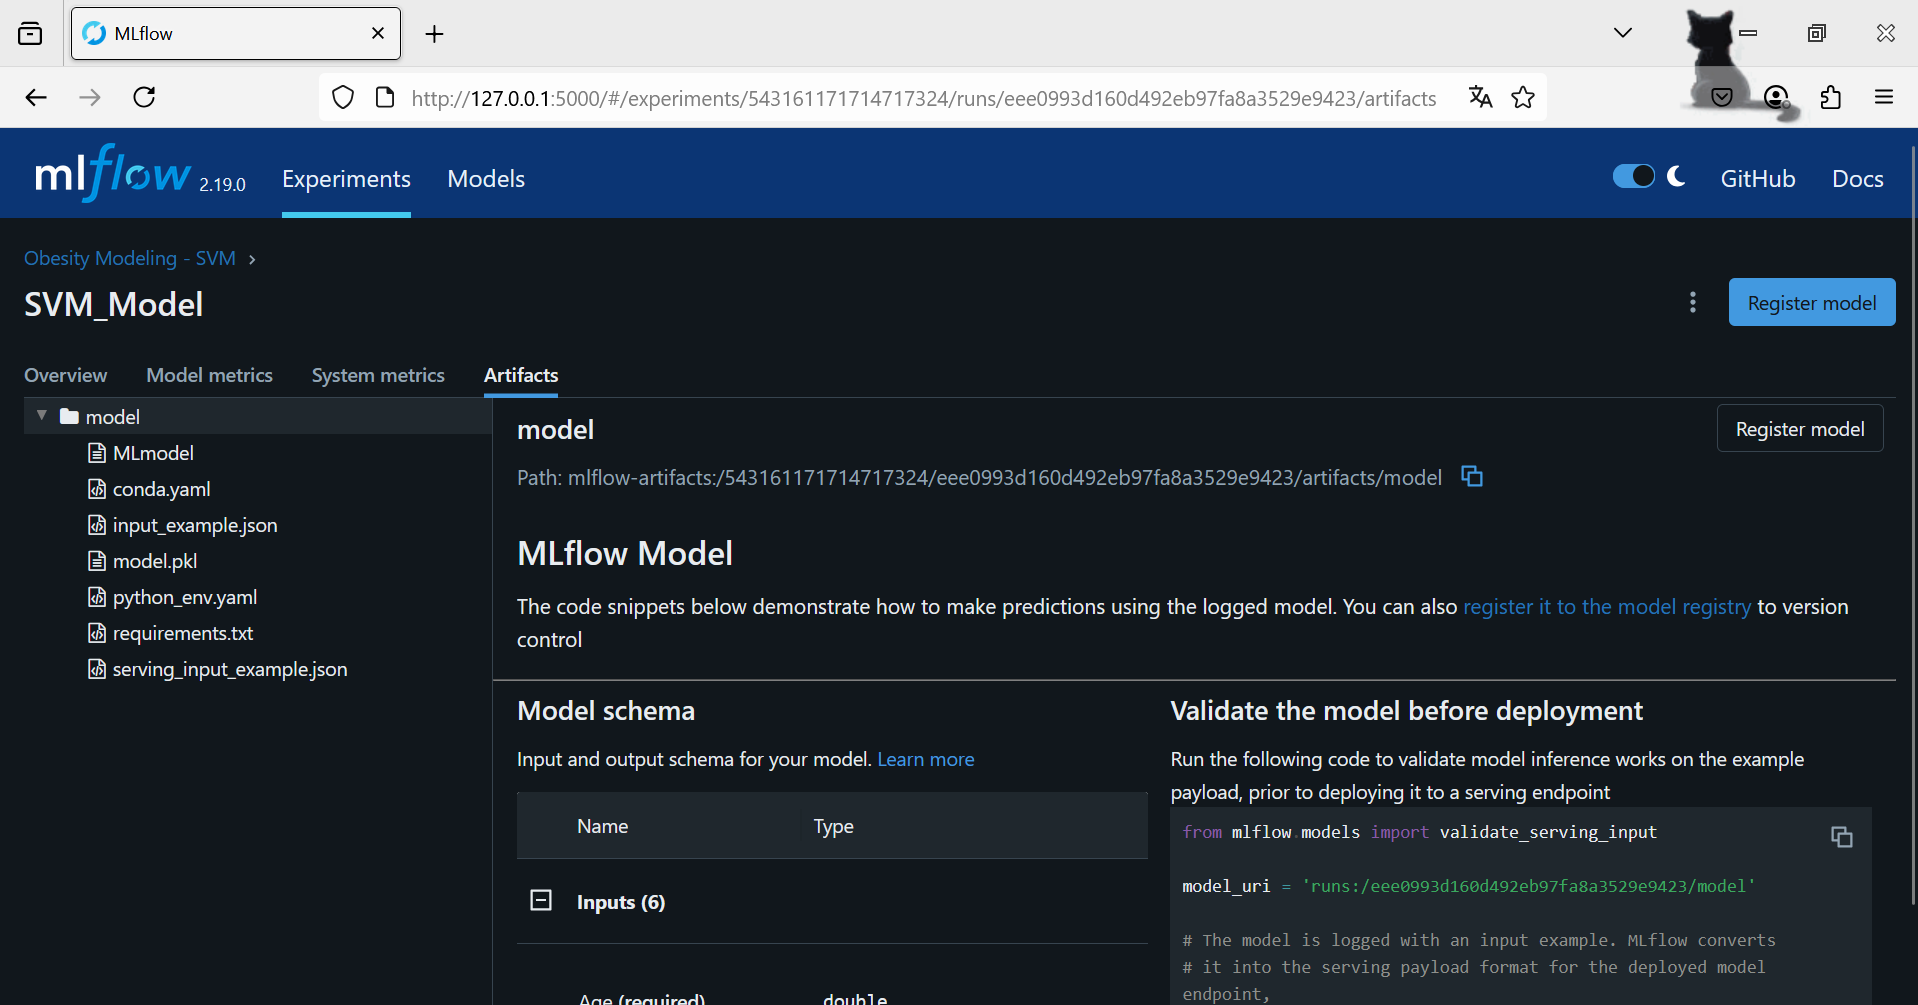 MLflow
http://127.0.0.1:5000/#/experiments/543161171714717324/runs/eee0993d160d492eb97fa8a3529e9423/artifacts
mlflow 2.19.0
Experiments
Models
GitHub
Docs
Obesity Modeling - SVM
SVM_Model
Register model
Overview
Model metrics
System metrics
Artifacts
model
MLmodel
conda.yaml
input_example.json
model.pkl
python_env.yaml
requirements.txt
serving_input_example.json
model
Register model
Path: mlflow-artifacts:/543161171714717324/eee0993d160d492eb97fa8a3529e9423/artifacts/model
MLflow Model
The code snippets below demonstrate how to make predictions using the logged model. You can also register it to the model registry to version
control
Model schema
Input and output schema for your model. Learn more
Name Type
Inputs (6)
Age (required) double
Validate the model before deployment
Run the following code to validate model inference works on the example
payload, prior to deploying it to a serving endpoint
from mlflow.models import validate_serving_input
model_uri = 'runs:/eee0993d160d492eb97fa8a3529e9423/model'
# The model is logged with an input example. MLflow converts
# it into the serving payload format for the deployed model
endpoint,